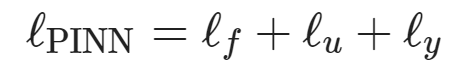 ℓ_PINN = ℓ_f + ℓ_u + ℓ_y